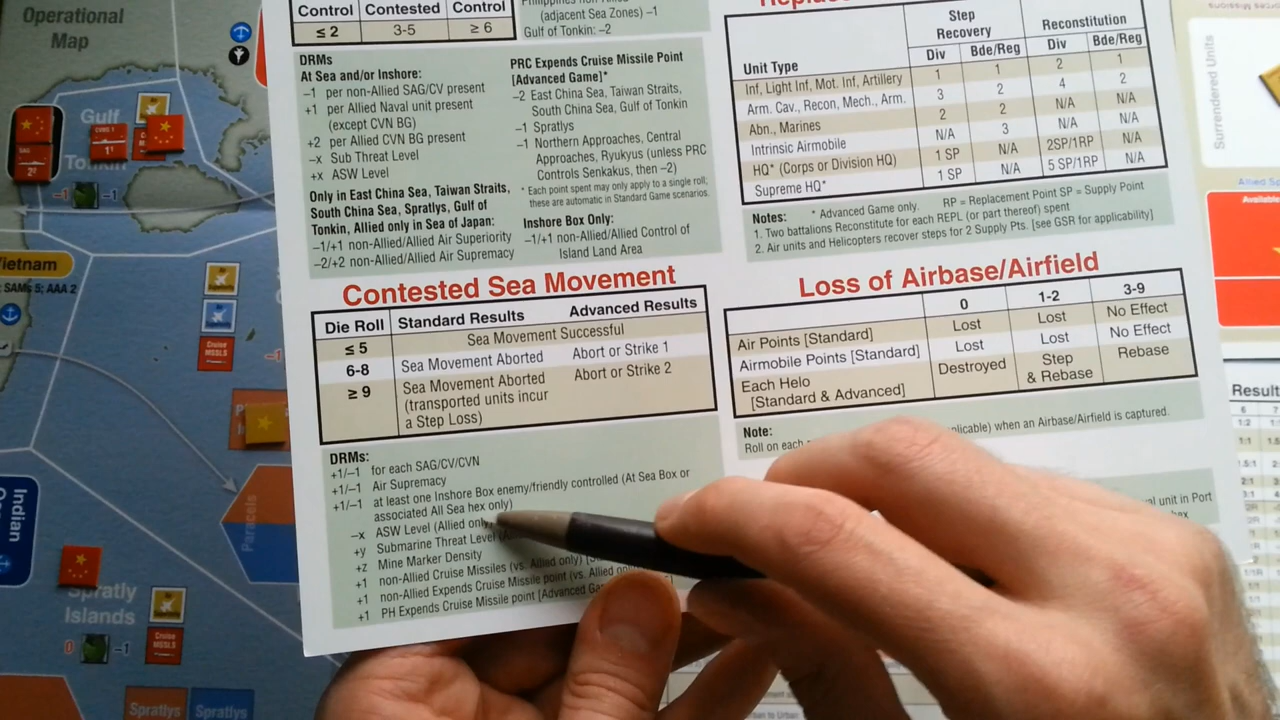 Operational
Map
Gulf
Tonkin
-1
-1
Vietnam
; SAMs 5; AAA 2
Cruise
MSSLS
-1
Paracels
Indian
Spratly
Islands
0
-1
Cruise
MSSLS
Spratlys
Spratlys
Control
Contested
Control
≤ 2
3-5
≥ 6
(adjacent Sea Zones) –1
Gulf of Tonkin: –2
DRMs
At Sea and/or Inshore:
–1 per non-Allied SAG/CV present
+1 per Allied Naval unit present
(except CVN BG)
+2 per Allied CVN BG present
–x Sub Threat Level
+x ASW Level
Only in East China Sea, Taiwan Straits,
South China Sea, Spratlys, Gulf of
Tonkin, Allied only in Sea of Japan:
–1/+1 non-Allied/Allied Air Superiority
–2/+2 non-Allied/Allied Air Supremacy
PRC Expends Cruise Missile Point
[Advanced Game]*
–2 East China Sea, Taiwan Straits,
South China Sea, Gulf of Tonkin
–1 Spratlys
–1 Northern Approaches, Central
Approaches, Ryukyus (unless PRC
Controls Senkakus, then –2)
* Each point spent may only apply to a single roll;
these are automatic in Standard Game scenarios.
Inshore Box Only:
–1/+1 non-Allied/Allied Control of
Island Land Area
Contested Sea Movement
Die Roll Standard Results Advanced Results
≤ 5 Sea Movement Successful
6-8 Sea Movement Aborted Abort or Strike 1
≥ 9 Sea Movement Aborted Abort or Strike 2
(transported units incur
a Step Loss)
DRMs:
+1/–1 for each SAG/CV/CVN
+1/–1 Air Supremacy
+1/–1 at least one Inshore Box enemy/friendly controlled (At Sea Box or
associated All Sea hex only)
–x ASW Level (Allied only)
+y Submarine Threat Level
+z Mine Marker Density
+1 non-Allied Cruise Missiles (vs. Allied only)
+1 non-Allied Expends Cruise Missile point (vs. Allied
+1 PH Expends Cruise Missile point [Advanced
Step
Recovery
Reconstitution
Unit Type Div Bde/Reg Div Bde/Reg
Inf, Light Inf, Mot. Inf, Artillery 1 1 2 1
Arm. Cav., Recon, Mech., Arm. 3 2 4 2
Abn., Marines 2 2 N/A N/A
Intrinsic Airmobile N/A 3 N/A N/A
HQ* (Corps or Division HQ) 1 SP N/A 2SP/1RP N/A
Supreme HQ* 1 SP N/A 5 SP/1RP N/A
Notes: * Advanced Game only. RP = Replacement Point SP = Supply Point
1. Two battalions Reconstitute for each REPL (or part thereof) spent
2. Air units and Helicopters recover steps for 2 Supply Pts. [see GSR for applicability]
Loss of Airbase/Airfield
0 1-2 3-9
Air Points [Standard] Lost Lost No Effect
Airmobile Points [Standard] Lost Lost No Effect
Each Helo Destroyed Step Rebase
[Standard & Advanced] & Rebase
Note:
Roll on each plicable) when an Airbase/Airfield is captured.
unit in Port
Surrendered Units
Allied
Available
Result